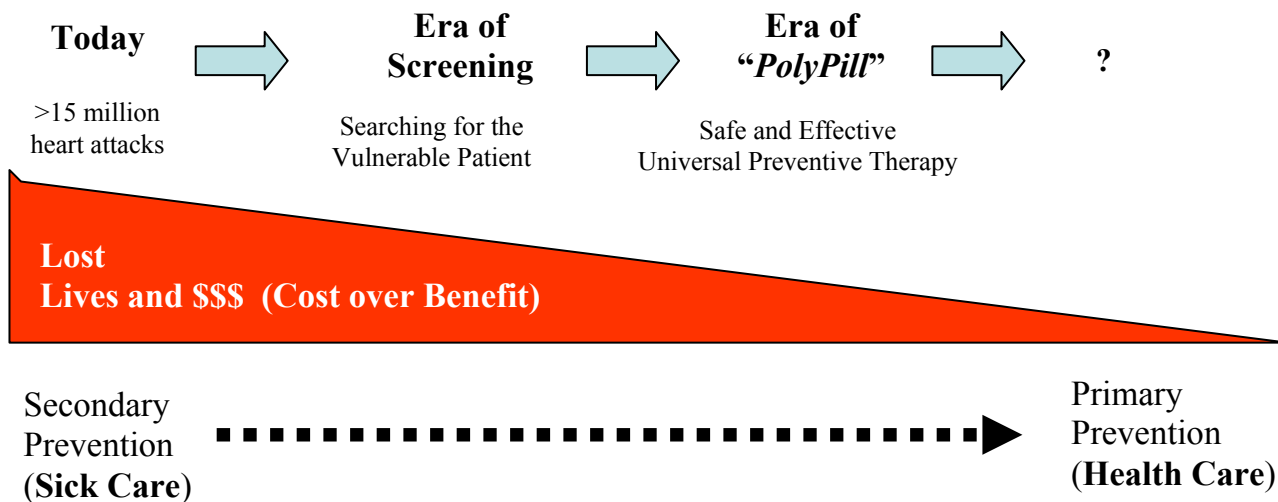 Today
>15 million
heart attacks
Era of
Screening
Searching for the
Vulnerable Patient
Era of
“PolyPill”
Safe and Effective
Universal Preventive Therapy
?
Lost
Lives and $$$ (Cost over Benefit)
Secondary
Prevention
(Sick Care)
Primary
Prevention
(Health Care)